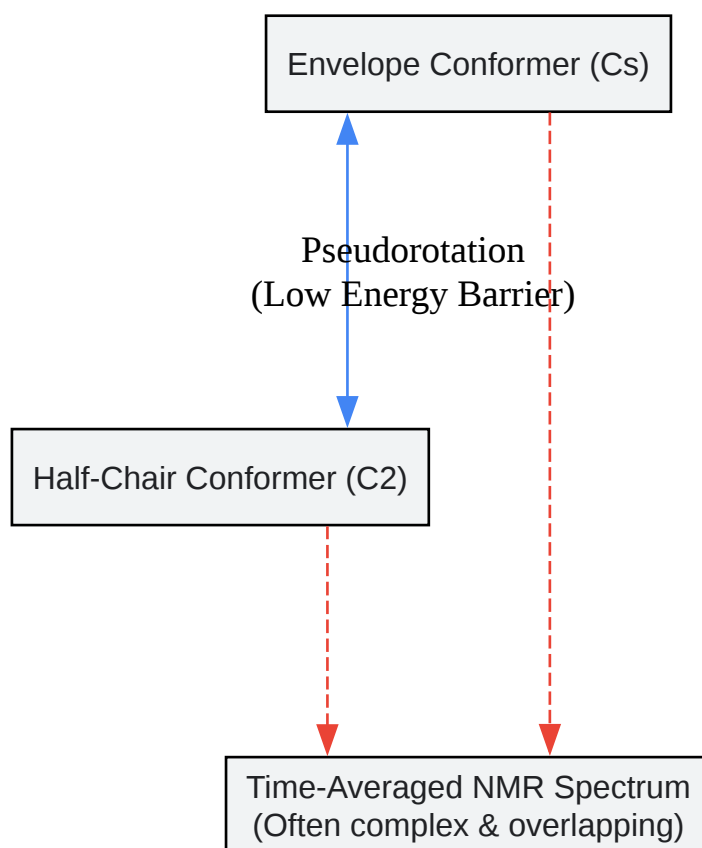 Envelope Conformer (Cs)
Pseudorotation
(Low Energy Barrier)
Half-Chair Conformer (C2)
Time-Averaged NMR Spectrum
(Often complex & overlapping)